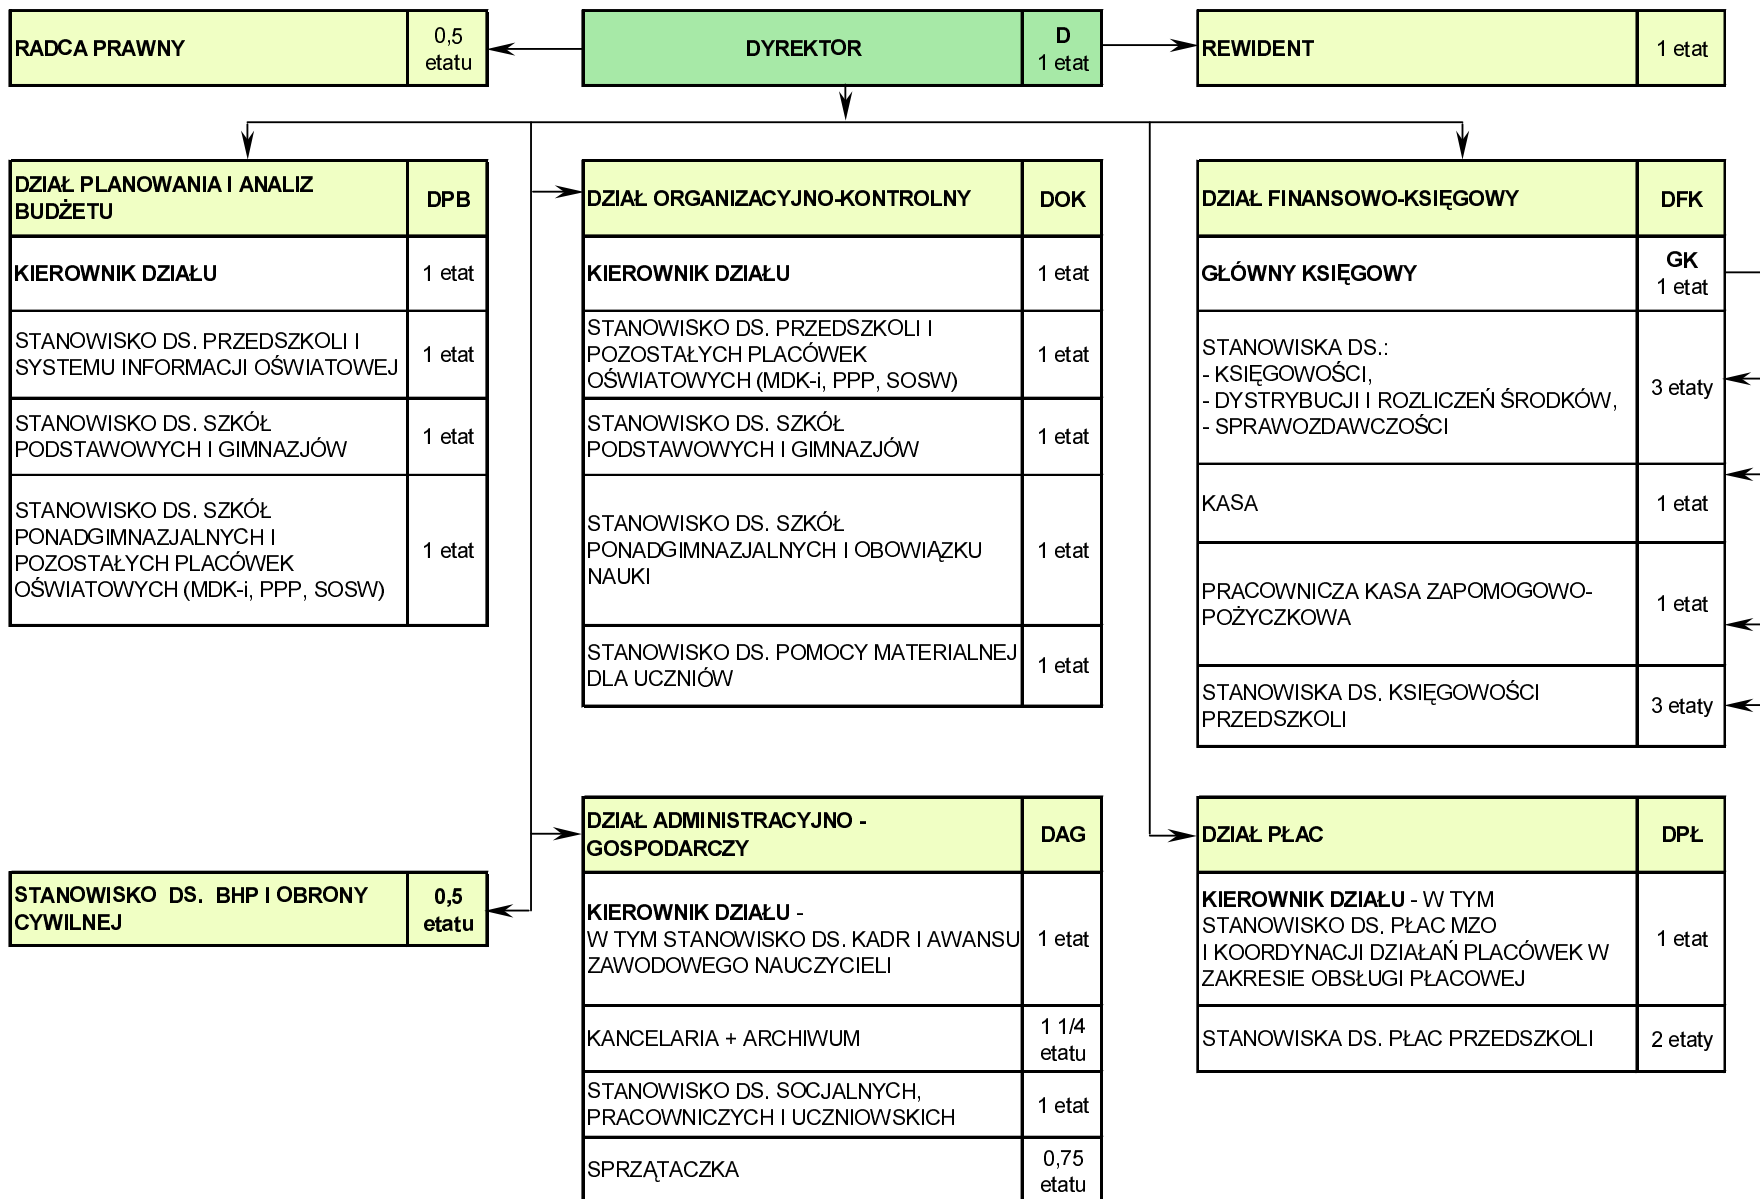 RADCA PRAWNY
0,5
etatu
DYREKTOR
D
1 etat
REWIDENT
1 etat
DZIAŁ PLANOWANIA I ANALIZ
BUDŻETU
DPB
KIEROWNIK DZIAŁU
1 etat
STANOWISKO DS. PRZEDSZKOLI I
SYSTEMU INFORMACJI OŚWIATOWEJ
1 etat
STANOWISKO DS. SZKÓŁ
PODSTAWOWYCH I GIMNAZJÓW
1 etat
STANOWISKO DS. SZKÓŁ
PONADGIMNAZJALNYCH I
POZOSTAŁYCH PLACÓWEK
OŚWIATOWYCH (MDK-i, PPP, SOSW)
1 etat
DZIAŁ ORGANIZACYJNO-KONTROLNY
DOK
KIEROWNIK DZIAŁU
1 etat
STANOWISKO DS. PRZEDSZKOLI I
POZOSTAŁYCH PLACÓWEK
OŚWIATOWYCH (MDK-i, PPP, SOSW)
1 etat
STANOWISKO DS. SZKÓŁ
PODSTAWOWYCH I GIMNAZJÓW
1 etat
STANOWISKO DS. SZKÓŁ
PONADGIMNAZJALNYCH I OBOWIĄZKU
NAUKI
1 etat
STANOWISKO DS. POMOCY MATERIALNEJ
DLA UCZNIÓW
1 etat
DZIAŁ FINANSOWO-KSIĘGOWY
DFK
GŁÓWNY KSIĘGOWY
GK
1 etat
STANOWISKA DS.:
- KSIĘGOWOŚCI,
- DYSTRYBUCJI I ROZLICZEŃ ŚRODKÓW,
- SPRAWOZDAWCZOŚCI
3 etaty
KASA
1 etat
PRACOWNICZA KASA ZAPOMOGOWO-
POŻYCZKOWA
1 etat
STANOWISKA DS. KSIĘGOWOŚCI
PRZEDSZKOLI
3 etaty
STANOWISKO DS. BHP I OBRONY
CYWILNEJ
0,5
etatu
DZIAŁ ADMINISTRACYJNO -
GOSPODARCZY
DAG
KIEROWNIK DZIAŁU -
W TYM STANOWISKO DS. KADR I AWANSU
ZAWODOWEGO NAUCZYCIELI
1 etat
KANCELARIA + ARCHIWUM
1 1/4
etatu
STANOWISKO DS. SOCJALNYCH,
PRACOWNICZYCH I UCZNIOWSKICH
1 etat
SPRZĄTACZKA
0,75
etatu
DZIAŁ PŁAC
DPŁ
KIEROWNIK DZIAŁU - W TYM
STANOWISKO DS. PŁAC MZO
I KOORDYNACJI DZIAŁAŃ PLACÓWEK W
ZAKRESIE OBSŁUGI PŁACOWEJ
1 etat
STANOWISKA DS. PŁAC PRZEDSZKOLI
2 etaty